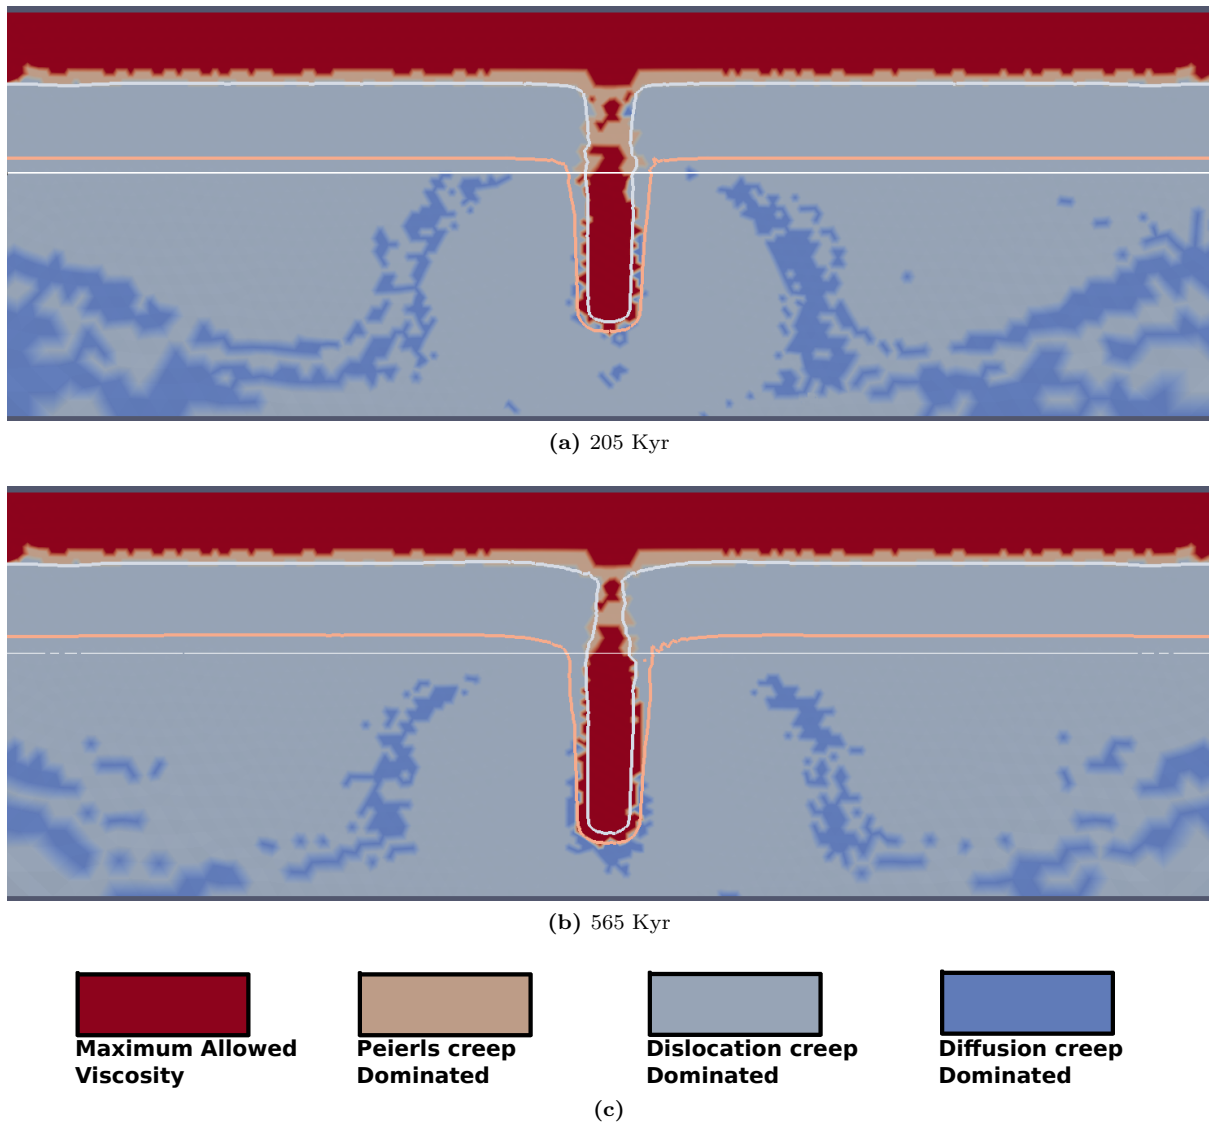 (a) 205 Kyr
(b) 565 Kyr
Maximum Allowed
Viscosity
Peierls creep
Dominated
Dislocation creep
Dominated
Diffusion creep
Dominated
(c)